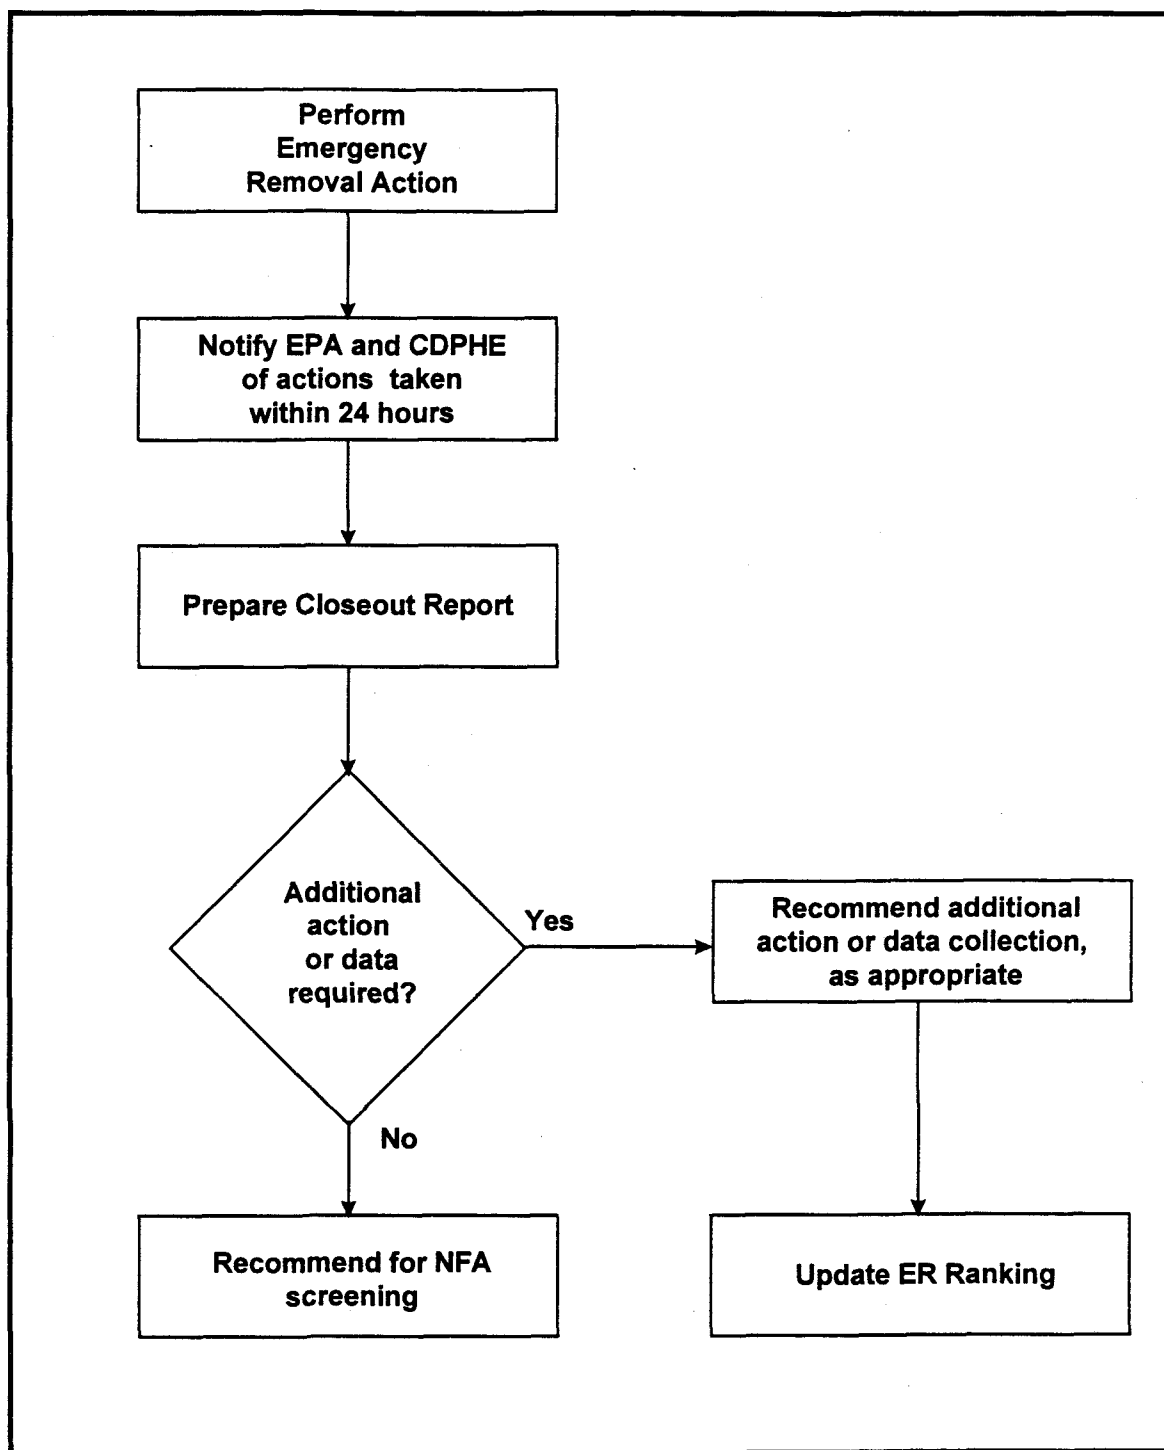 Perform
Emergency
Removal Action
Notify EPA and CDPHE
of actions taken
within 24 hours
Prepare Closeout Report
Additional
action
or data
required?
Yes
Recommend additional
action or data collection,
as appropriate
No
Recommend for NFA
screening
Update ER Ranking